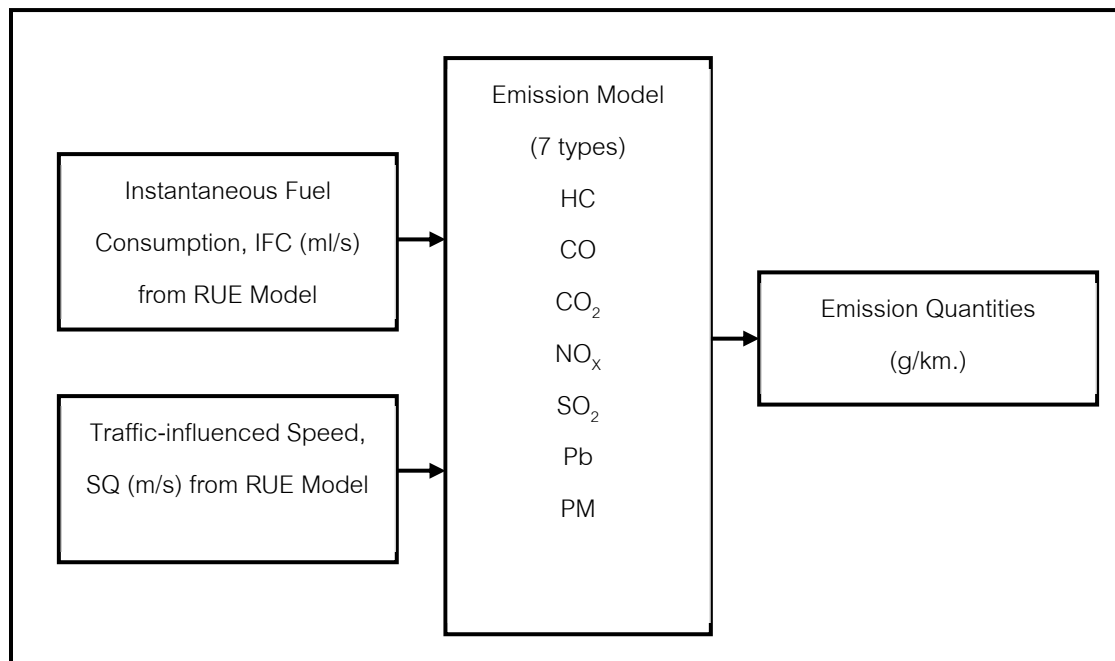 Instantaneous Fuel
Consumption, IFC (ml/s)
from RUE Model
Traffic-influenced Speed,
SQ (m/s) from RUE Model
Emission Model
(7 types)
HC
CO
CO₂
NOₓ
SO₂
Pb
PM
Emission Quantities
(g/km.)